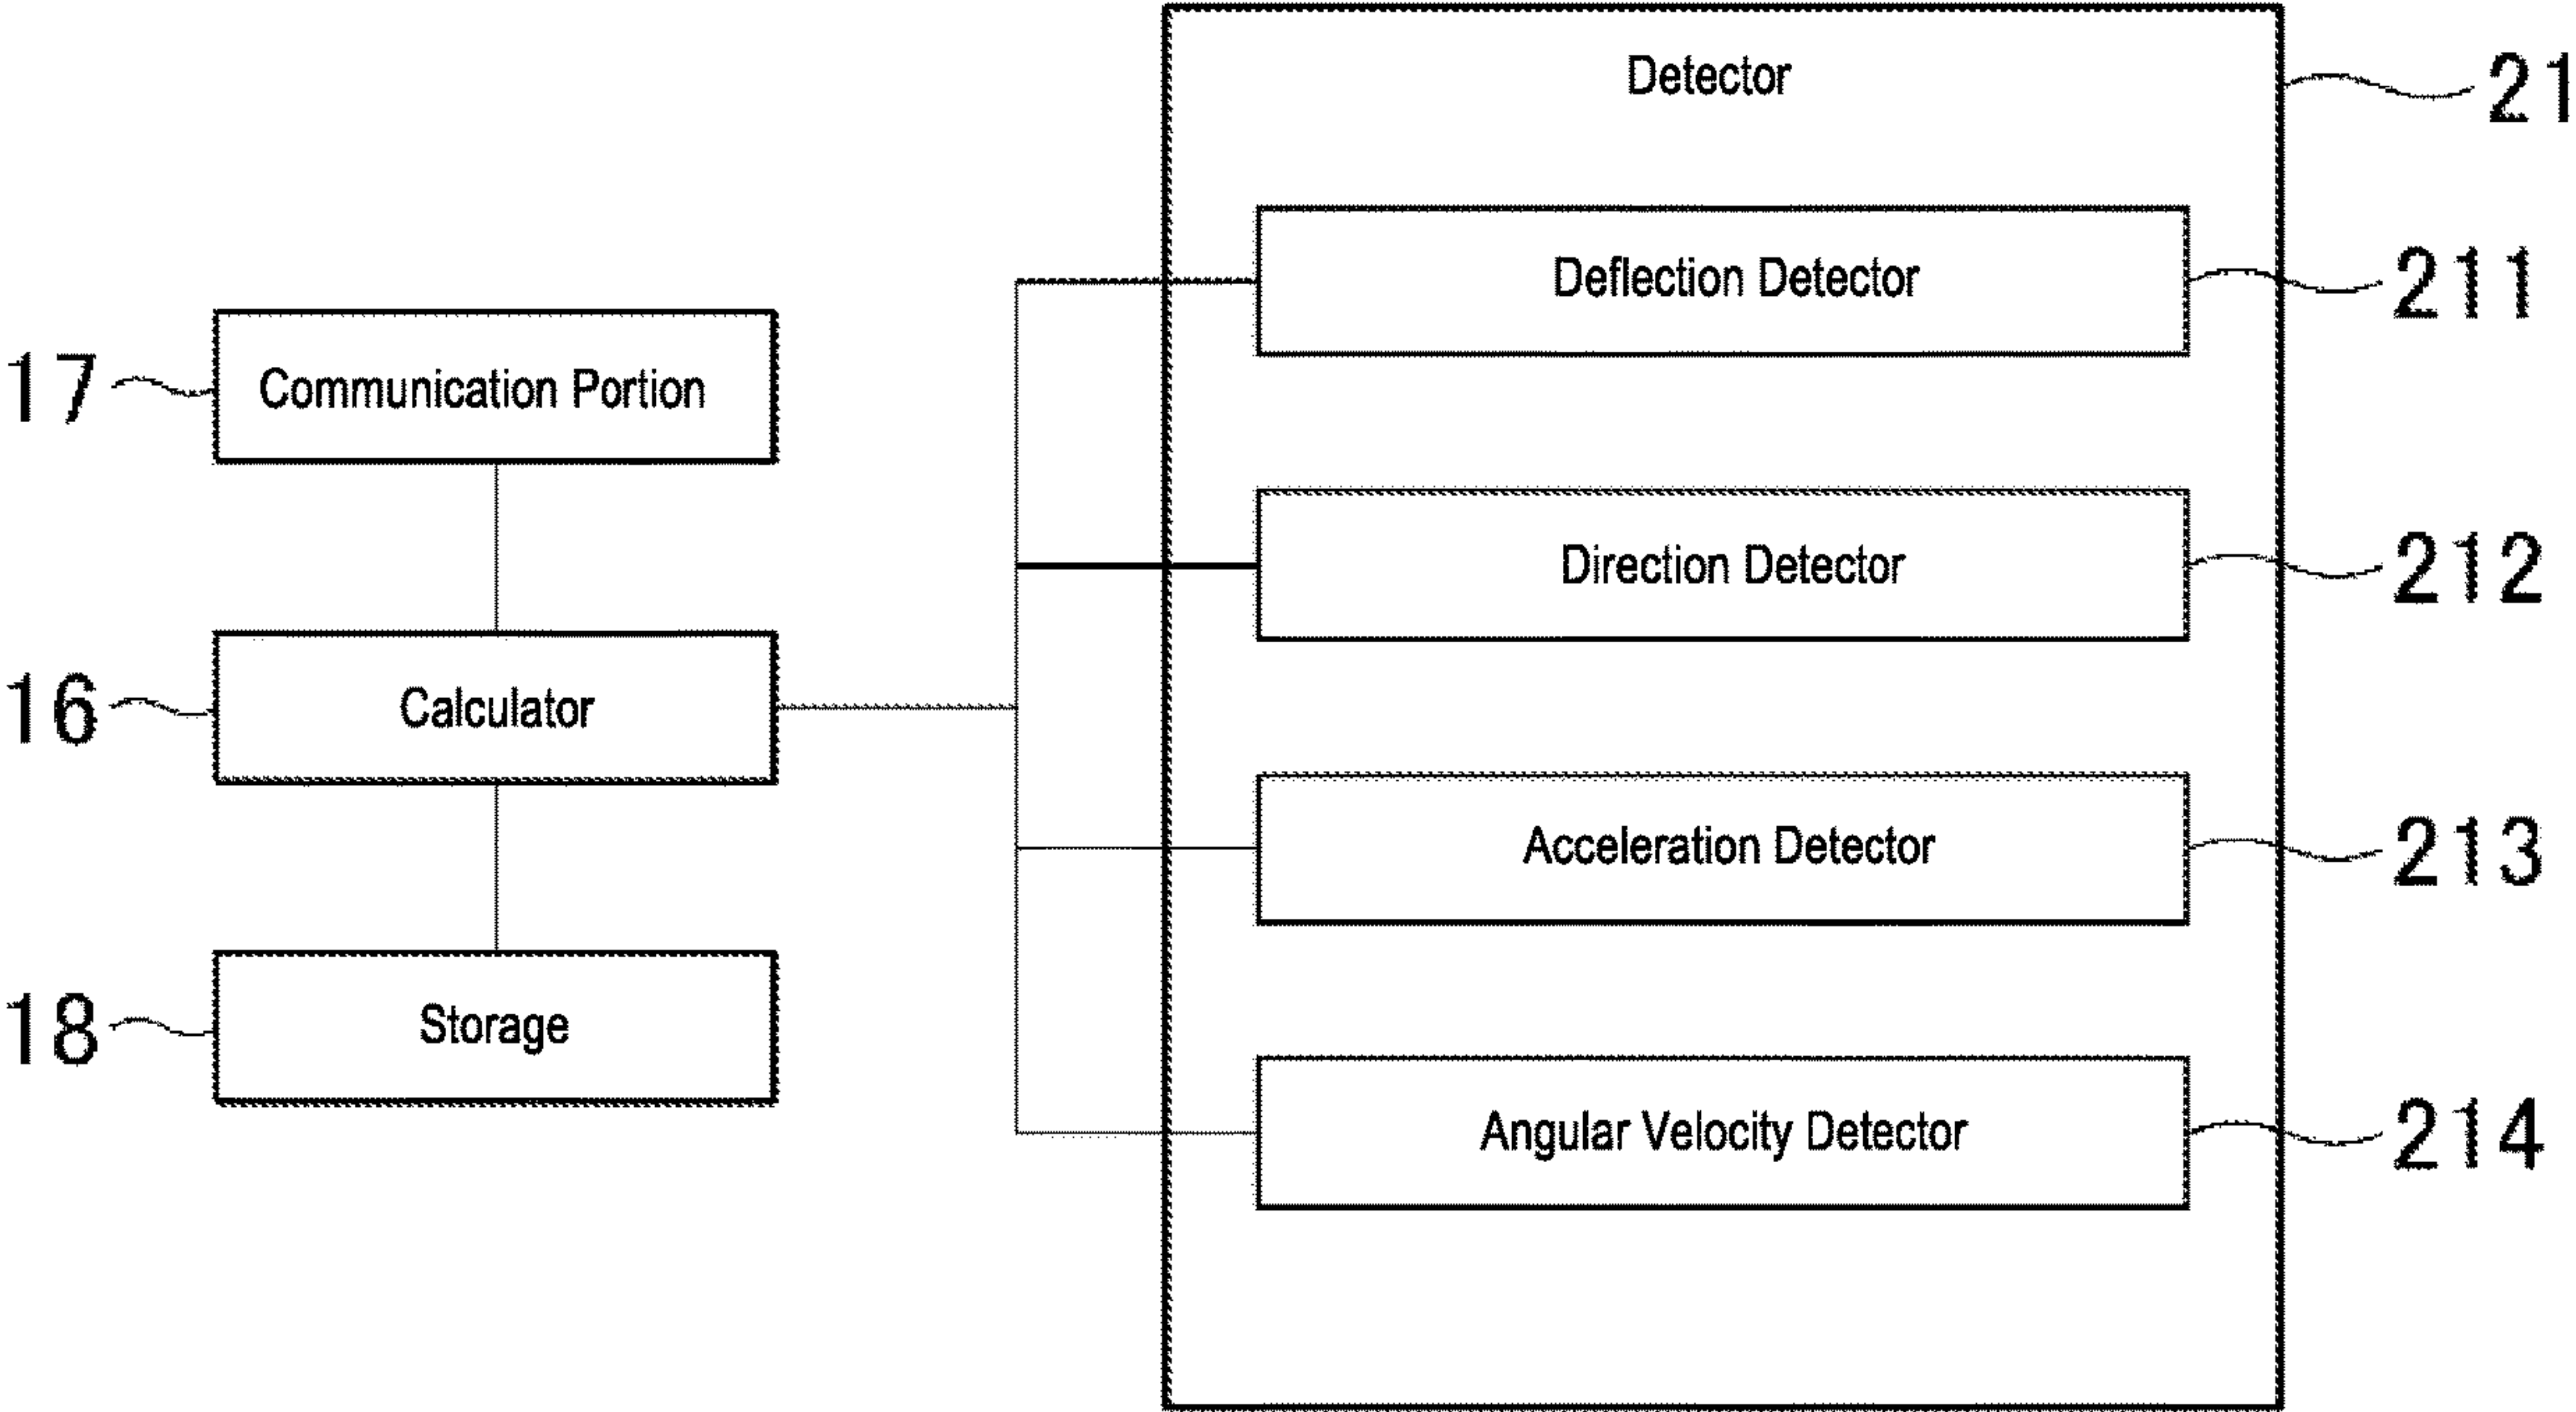 Detector
21
Deflection Detector
211
17
Communication Portion
Direction Detector
212
16
Calculator
Acceleration Detector
213
18
Storage
Angular Velocity Detector
214